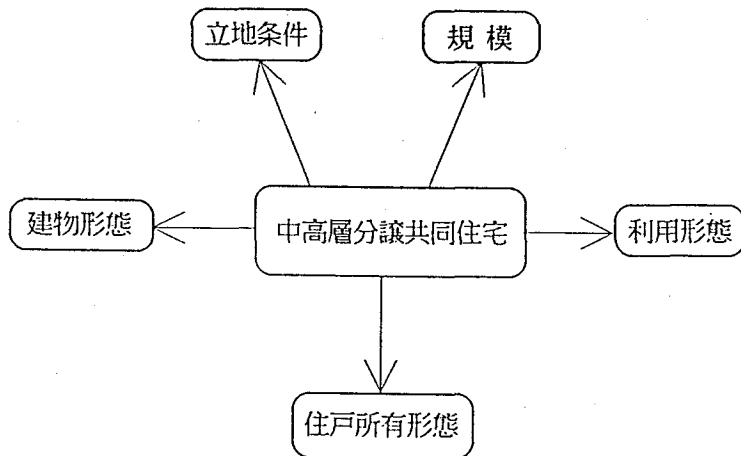 立地条件
規模
建物形態
中高層分譲共同住宅
利用形態
住戸所有形態